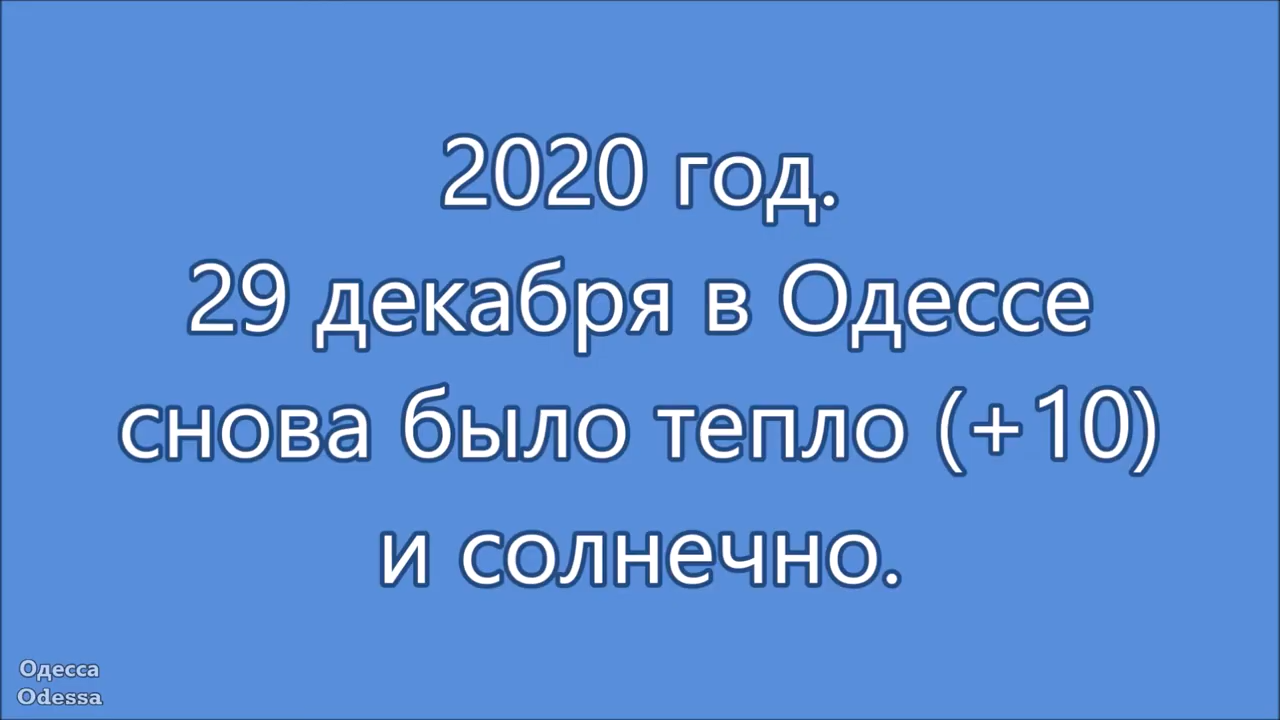 2020 год.
29 декабря в Одессе
снова было тепло (+10)
и солнечно.
Одесса
Odessa